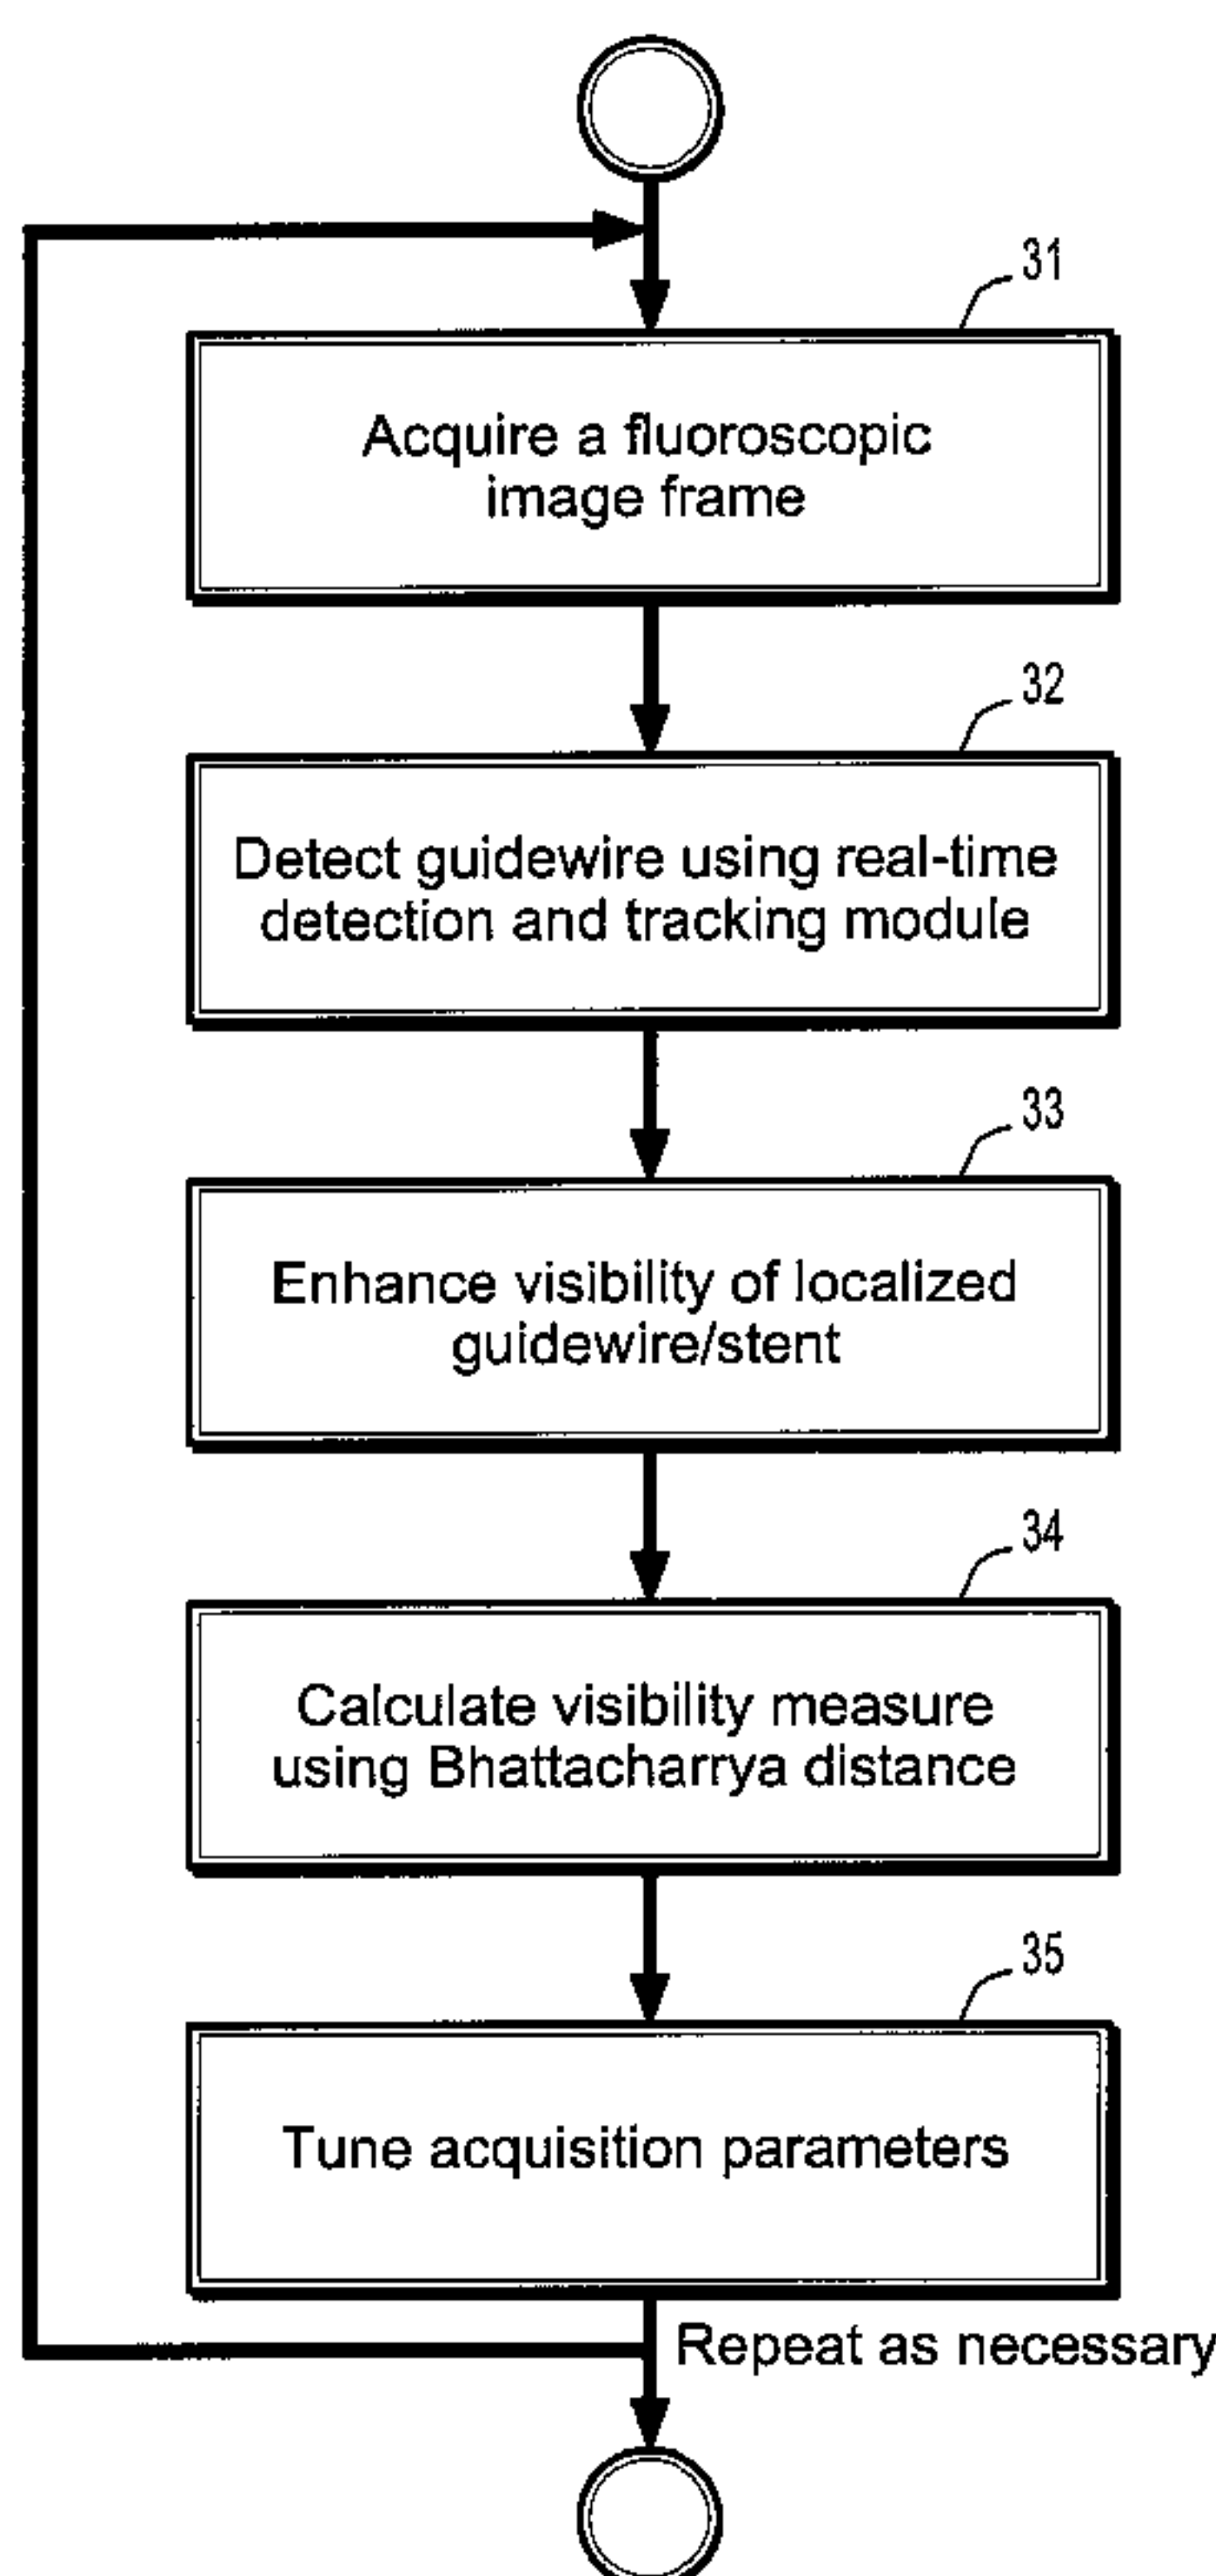 31
Acquire a fluoroscopic
image frame
32
Detect guidewire using real-time
detection and tracking module
33
Enhance visibility of localized
guidewire/stent
34
Calculate visibility measure
using Bhattacharrya distance
35
Tune acquisition parameters
Repeat as necessary